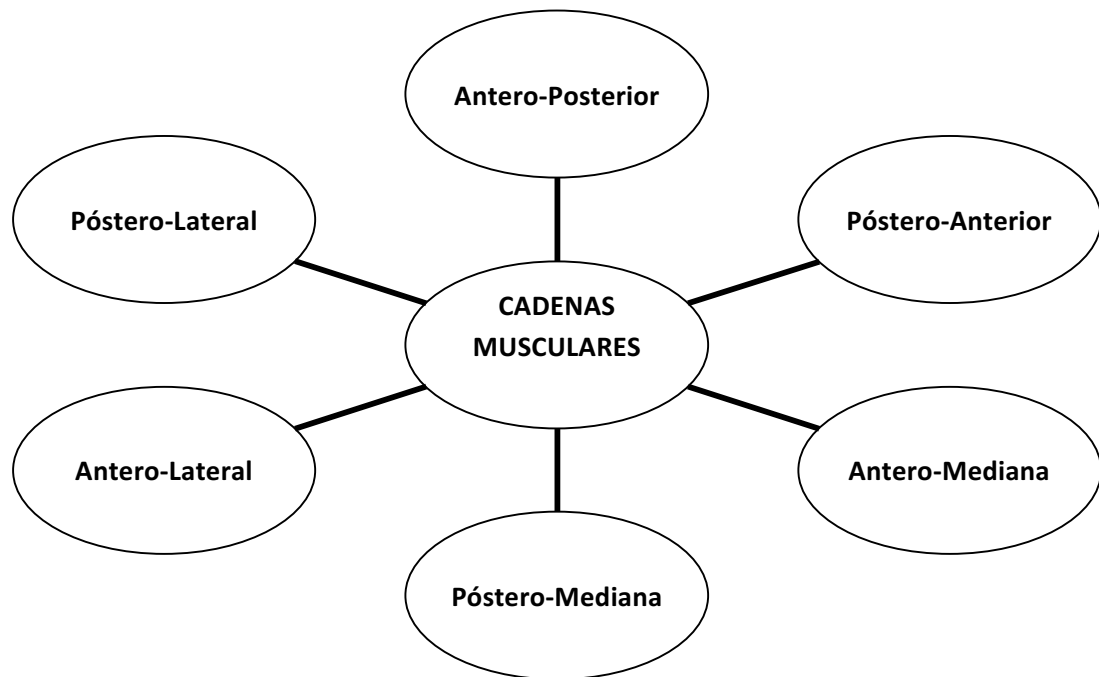 Antero-Posterior
Póstero-Lateral
Póstero-Anterior
CADENAS
MUSCULARES
Antero-Lateral
Antero-Mediana
Póstero-Mediana